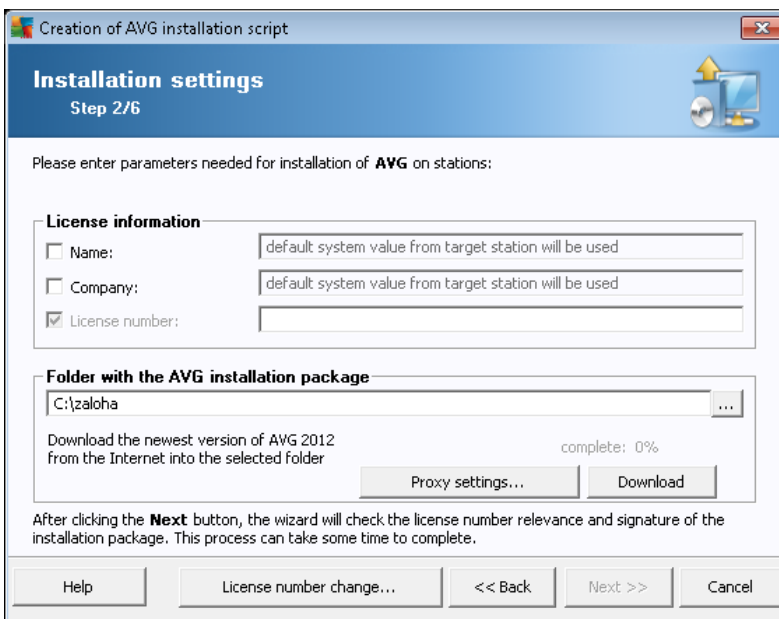 Creation of AVG installation script
Installation settings
Step 2/6
Please enter parameters needed for installation of AVG on stations:
License information
Name:
default system value from target station will be used
Company:
default system value from target station will be used
License number:
Folder with the AVG installation package
C:\zaloha
...
Download the newest version of AVG 2012
from the Internet into the selected folder
complete: 0%
Proxy settings...
Download
After clicking the Next button, the wizard will check the license number relevance and signature of the
installation package. This process can take some time to complete.
Help
License number change...
<< Back
Next >>
Cancel